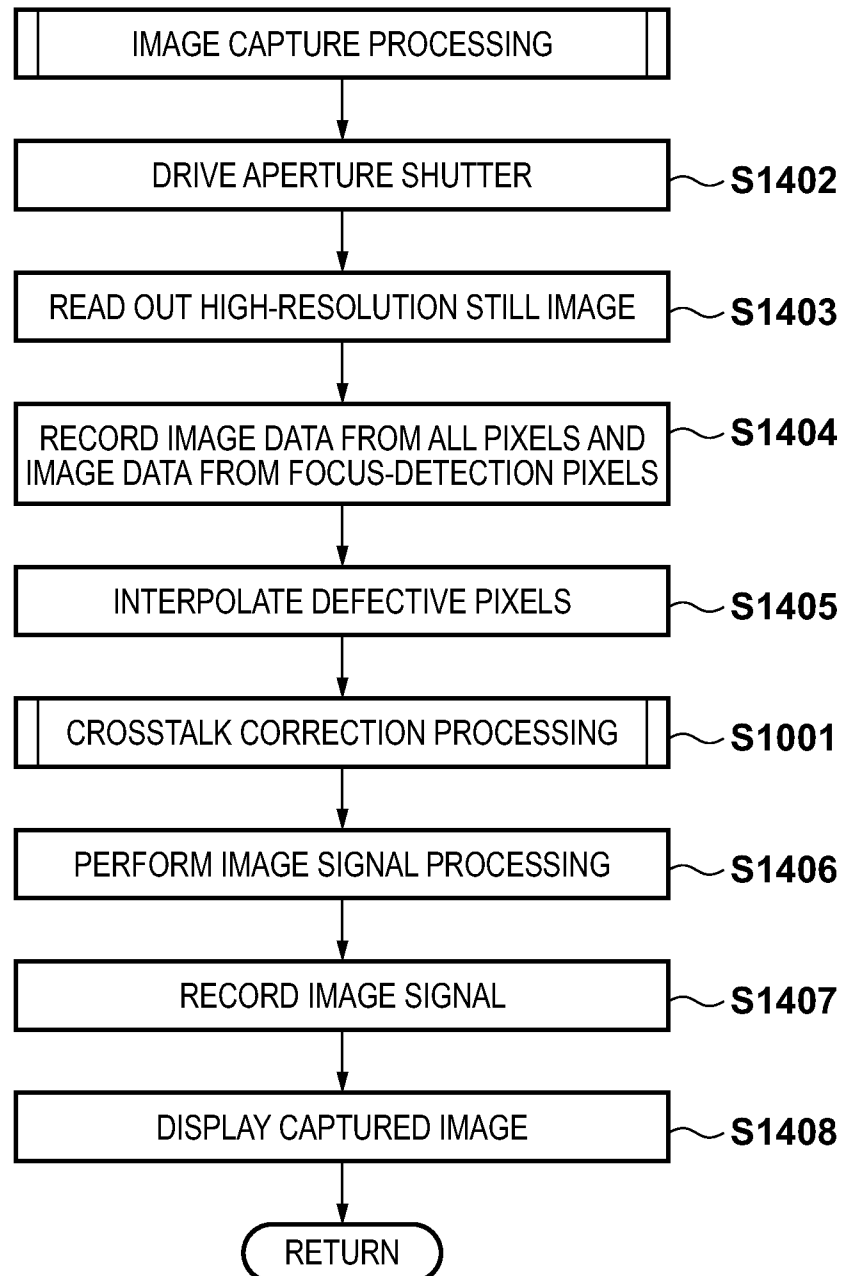 IMAGE CAPTURE PROCESSING
DRIVE APERTURE SHUTTER
S1402
READ OUT HIGH-RESOLUTION STILL IMAGE
S1403
RECORD IMAGE DATA FROM ALL PIXELS AND
IMAGE DATA FROM FOCUS-DETECTION PIXELS
S1404
INTERPOLATE DEFECTIVE PIXELS
S1405
CROSSTALK CORRECTION PROCESSING
S1001
PERFORM IMAGE SIGNAL PROCESSING
S1406
RECORD IMAGE SIGNAL
S1407
DISPLAY CAPTURED IMAGE
S1408
RETURN